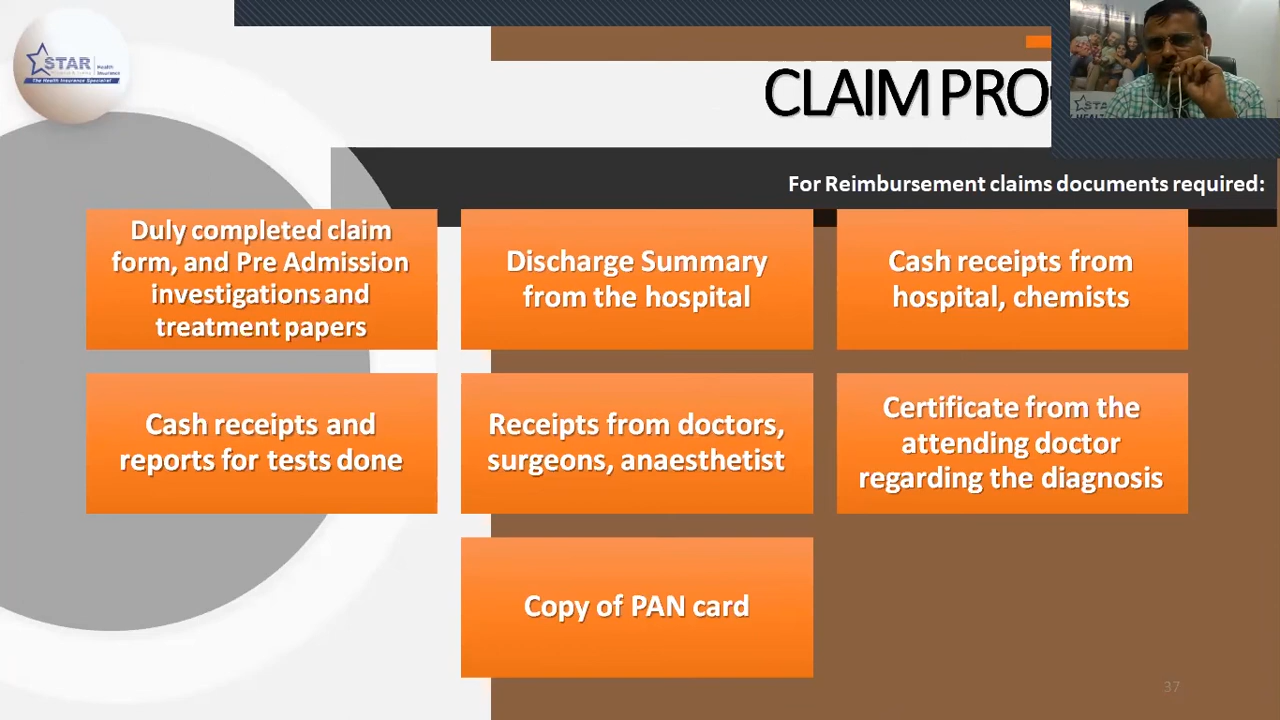 STAR
Health
Insurance
The Health Insurance Specialist
CLAIM PRO
STAR
For Reimbursement claims documents required:
Duly completed claim
form, and Pre Admission
investigations and
treatment papers
Discharge Summary
from the hospital
Cash receipts from
hospital, chemists
Cash receipts and
reports for tests done
Receipts from doctors,
surgeons, anaesthetist
Certificate from the
attending doctor
regarding the diagnosis
Copy of PAN card
37